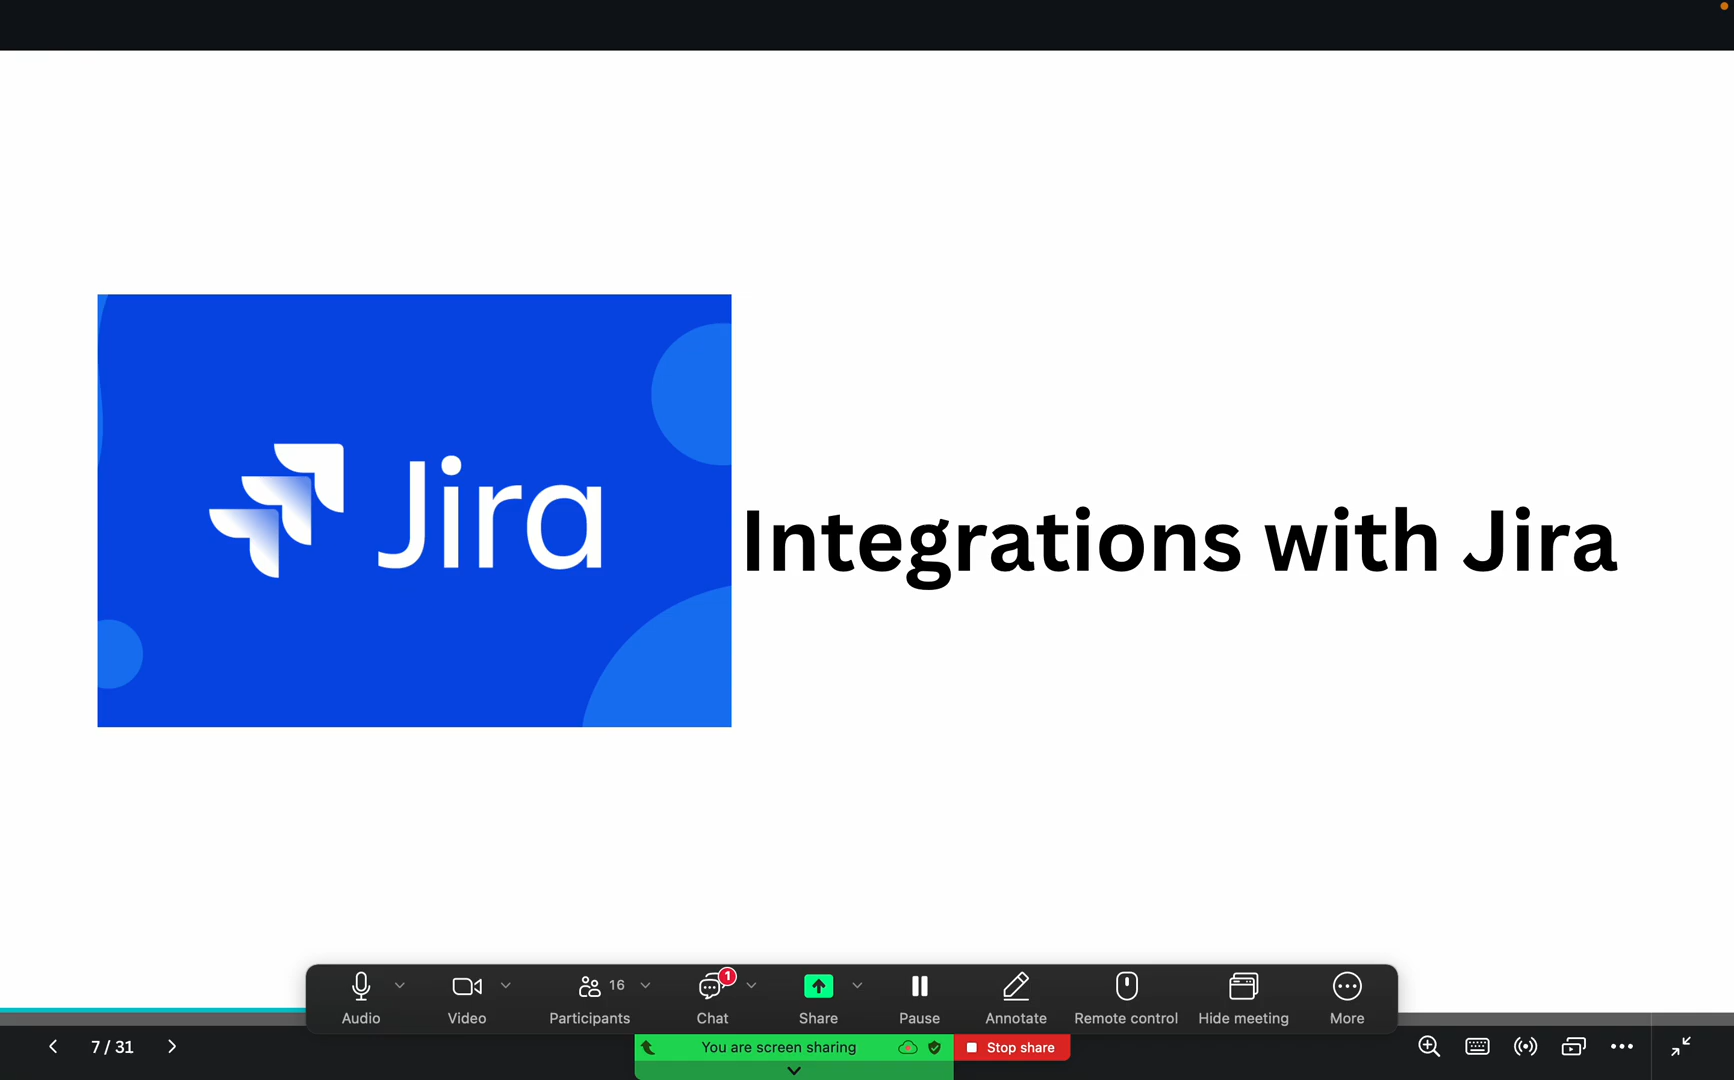 Jira
Integrations with Jira
16
1
Audio
Video
Participants
Chat
Share
Pause
Annotate
Remote control
Hide meeting
More
7 / 31
You are screen sharing
Stop share